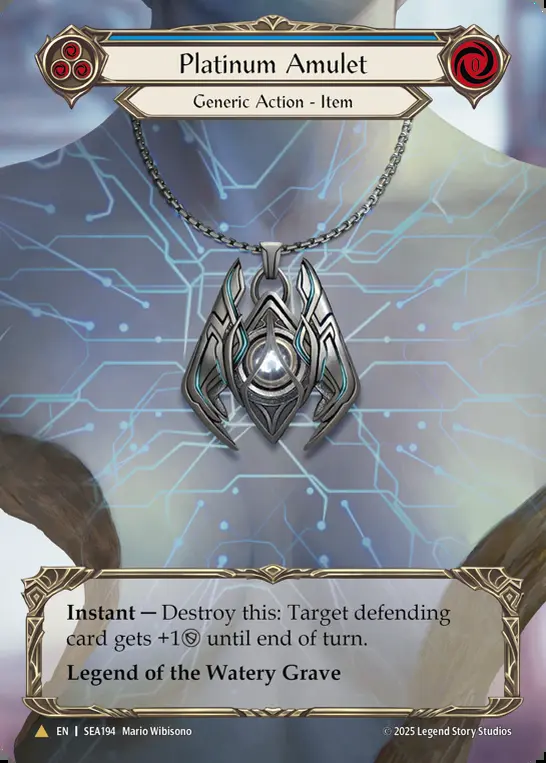 Platinum Amulet
0
Generic Action - Item
Instant — Destroy this: Target defending
card gets +1 until end of turn.
Legend of the Watery Grave
EN | SEA194 Mario Wibisono
© 2025 Legend Story Studios